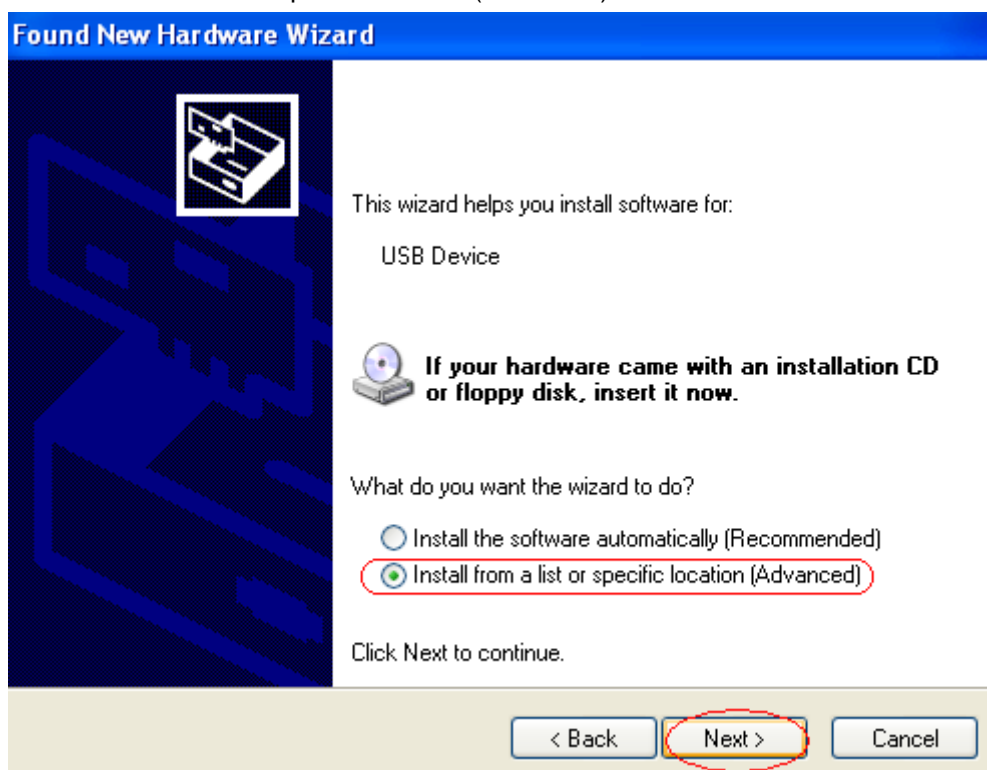 Found New Hardware Wizard
This wizard helps you install software for:
USB Device
If your hardware came with an installation CD
or floppy disk, insert it now.
What do you want the wizard to do?
Install the software automatically (Recommended)
Install from a list or specific location (Advanced)
Click Next to continue.
< Back Next > Cancel